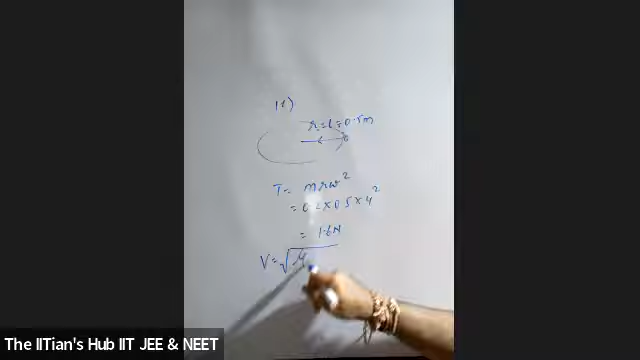 11)
r=l=0.5m
T= mrω²
= 0.2×0.5×4²
= 1.6N
V=√
The IITian's Hub IIT JEE & NEET